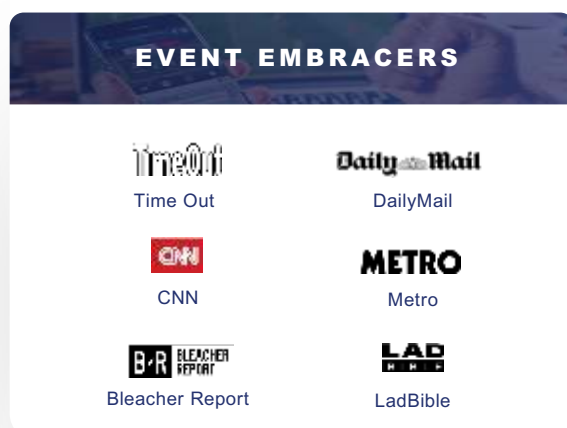 EVENT EMBRACERS
TimeOut
Daily Mail
Time Out
DailyMail
CNN
METRO
CNN
Metro
B/R BLEACHER
REPORT
LAD
Bleacher Report
LadBible